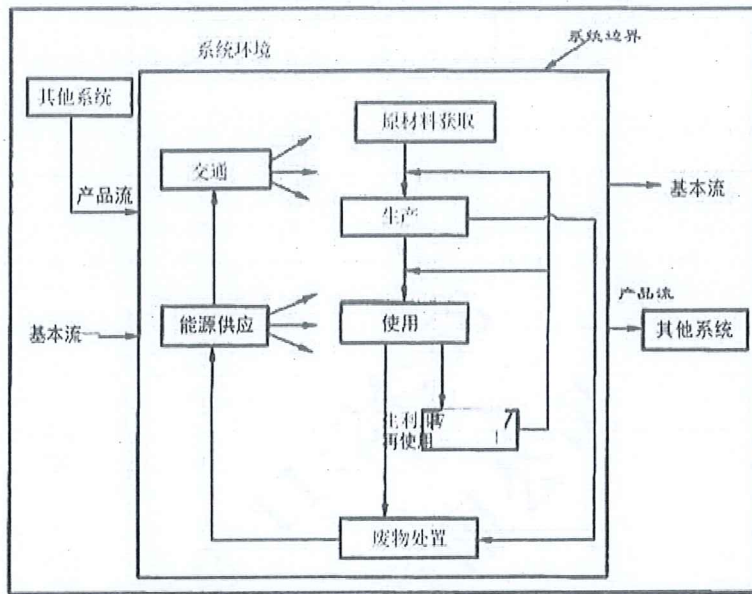 系统环境
系统边界
其他系统
原材料获取
交通
产品流
基本流
生产
产品流
能源供应
使用
基本流
其他系统
再使用
废物处置